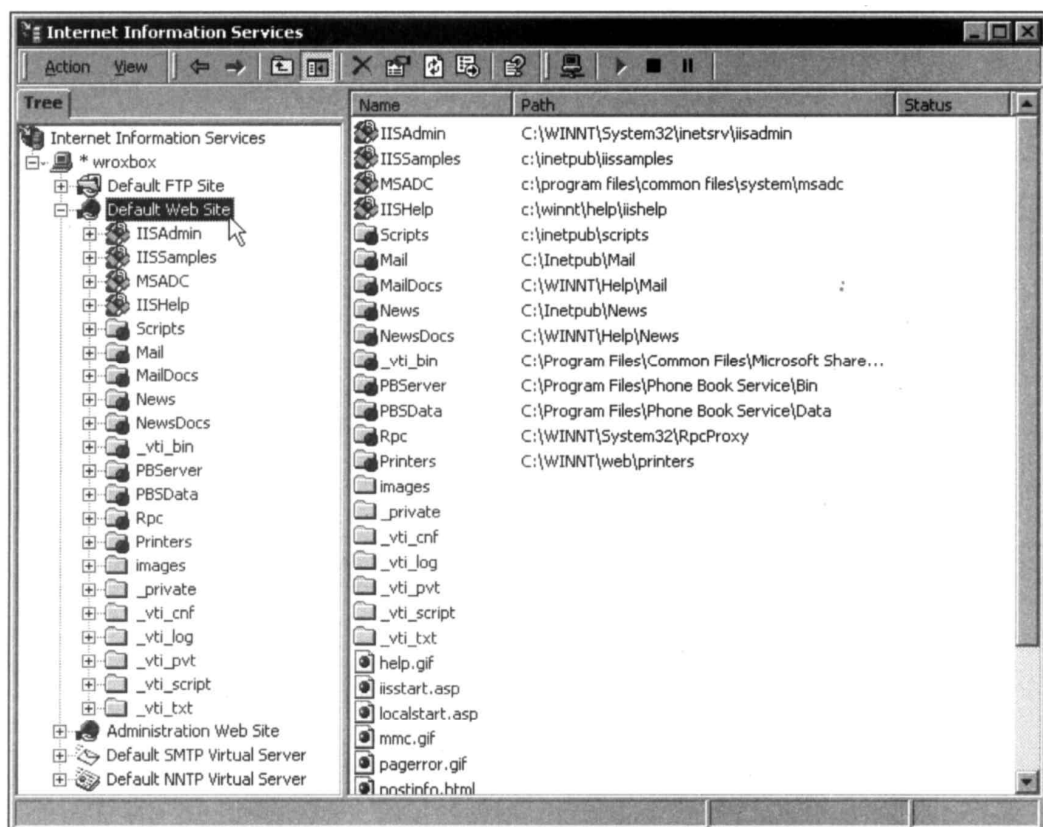 Internet Information Services
Action View
Tree
Internet Information Services
* wroxbox
Default FTP Site
Default Web Site
IISAdmin
IISSamples
MSADC
IISHelp
Scripts
Mail
MailDocs
News
NewsDocs
_vti_bin
PBServer
PBSData
Rpc
Printers
images
_private
_vti_cnf
_vti_log
_vti_pvt
_vti_script
_vti_txt
Administration Web Site
Default SMTP Virtual Server
Default NNTP Virtual Server
Name Path Status
IISAdmin C:\WINNT\System32\inetsrv\iisadmin
IISSamples c:\inetpub\iissamples
MSADC c:\program files\common files\system\msadc
IISHelp c:\winnt\help\iishelp
Scripts c:\inetpub\scripts
Mail C:\Inetpub\Mail
MailDocs C:\WINNT\Help\Mail
News C:\Inetpub\News
NewsDocs C:\WINNT\Help\News
_vti_bin C:\Program Files\Common Files\Microsoft Share...
PBServer C:\Program Files\Phone Book Service\Bin
PBSData C:\Program Files\Phone Book Service\Data
Rpc C:\WINNT\System32\RpcProxy
Printers C:\WINNT\web\printers
images
_private
_vti_cnf
_vti_log
_vti_pvt
_vti_script
_vti_txt
help.gif
iisstart.asp
localstart.asp
mmc.gif
pagerror.gif
postinfo.html